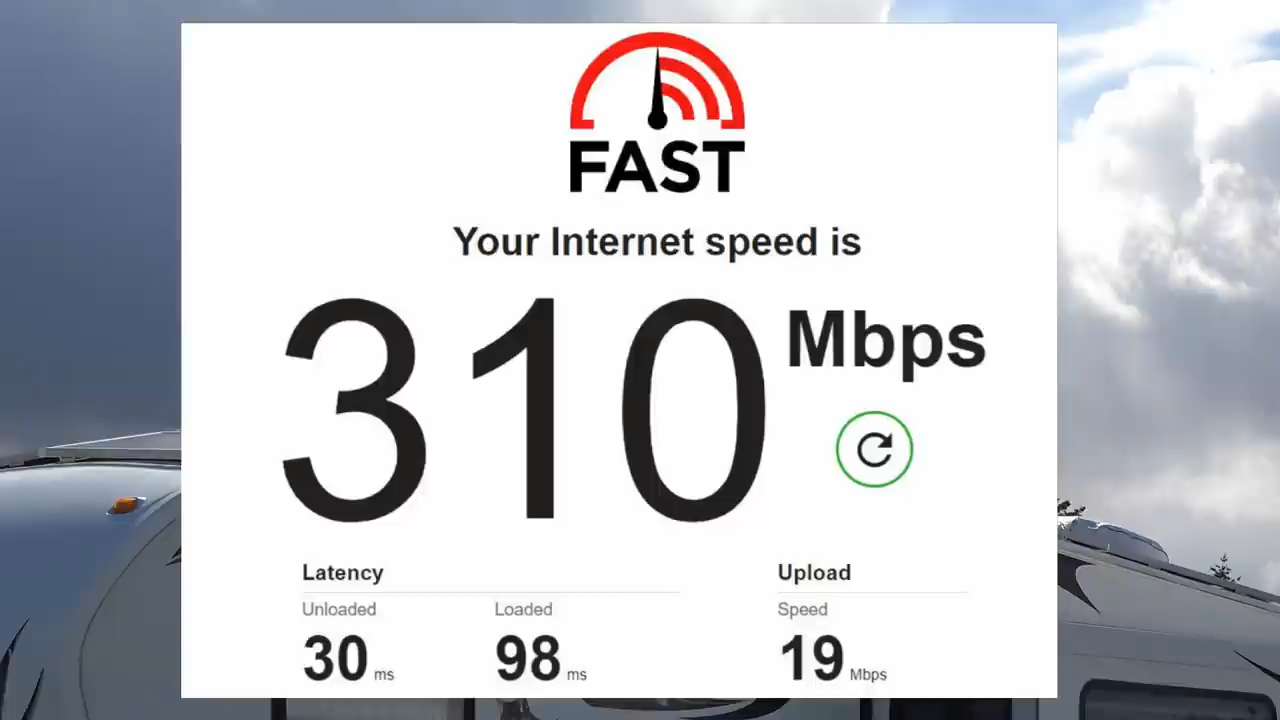 FAST
Your Internet speed is
310 Mbps
Latency
Upload
Unloaded
Loaded
Speed
30 ms
98 ms
19 Mbps